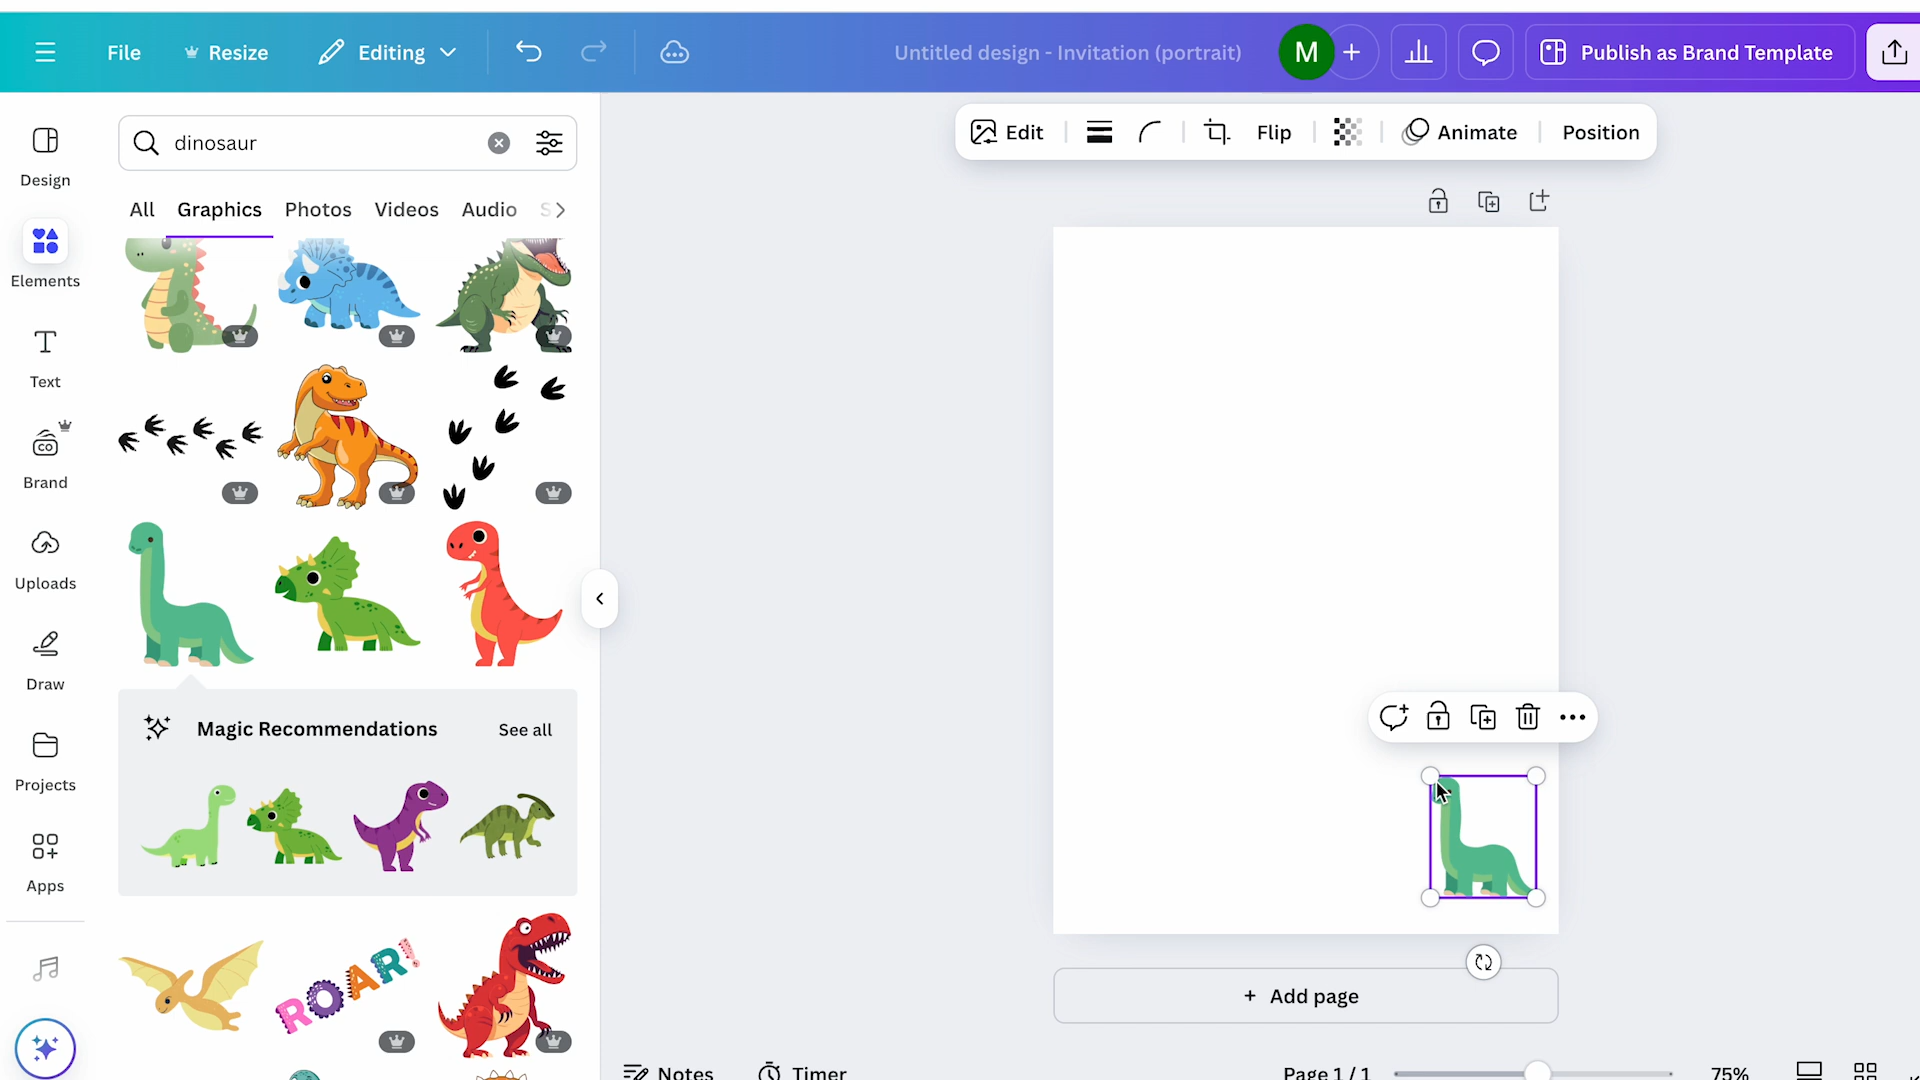 File
Resize
Editing
Untitled design - Invitation (portrait)
M
Publish as Brand Template
dinosaur
Edit
Flip
Animate
Position
Design
All
Graphics
Photos
Videos
Audio
S
Elements
Text
CO
Brand
Uploads
Draw
Magic Recommendations
See all
Projects
Apps
ROAR!
+ Add page
Notes
Timer
Page 1 / 1
75%